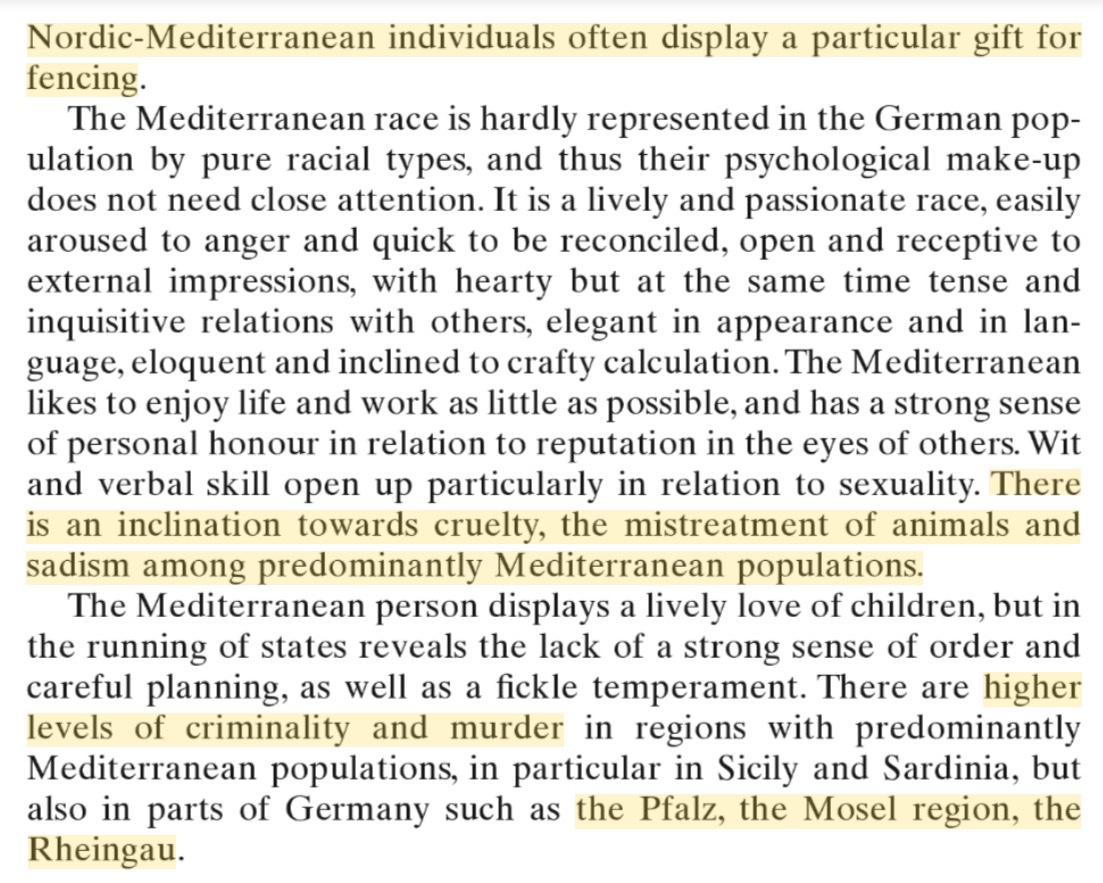 Nordic-Mediterranean individuals often display a particular gift for
fencing.
The Mediterranean race is hardly represented in the German pop-
ulation by pure racial types, and thus their psychological make-up
does not need close attention. It is a lively and passionate race, easily
aroused to anger and quick to be reconciled, open and receptive to
external impressions, with hearty but at the same time tense and
inquisitive relations with others, elegant in appearance and in lan-
guage, eloquent and inclined to crafty calculation. The Mediterranean
likes to enjoy life and work as little as possible, and has a strong sense
of personal honour in relation to reputation in the eyes of others. Wit
and verbal skill open up particularly in relation to sexuality. There
is an inclination towards cruelty, the mistreatment of animals and
sadism among predominantly Mediterranean populations.
The Mediterranean person displays a lively love of children, but in
the running of states reveals the lack of a strong sense of order and
careful planning, as well as a fickle temperament. There are higher
levels of criminality and murder in regions with predominantly
Mediterranean populations, in particular in Sicily and Sardinia, but
also in parts of Germany such as the Pfalz, the Mosel region, the
Rheingau.